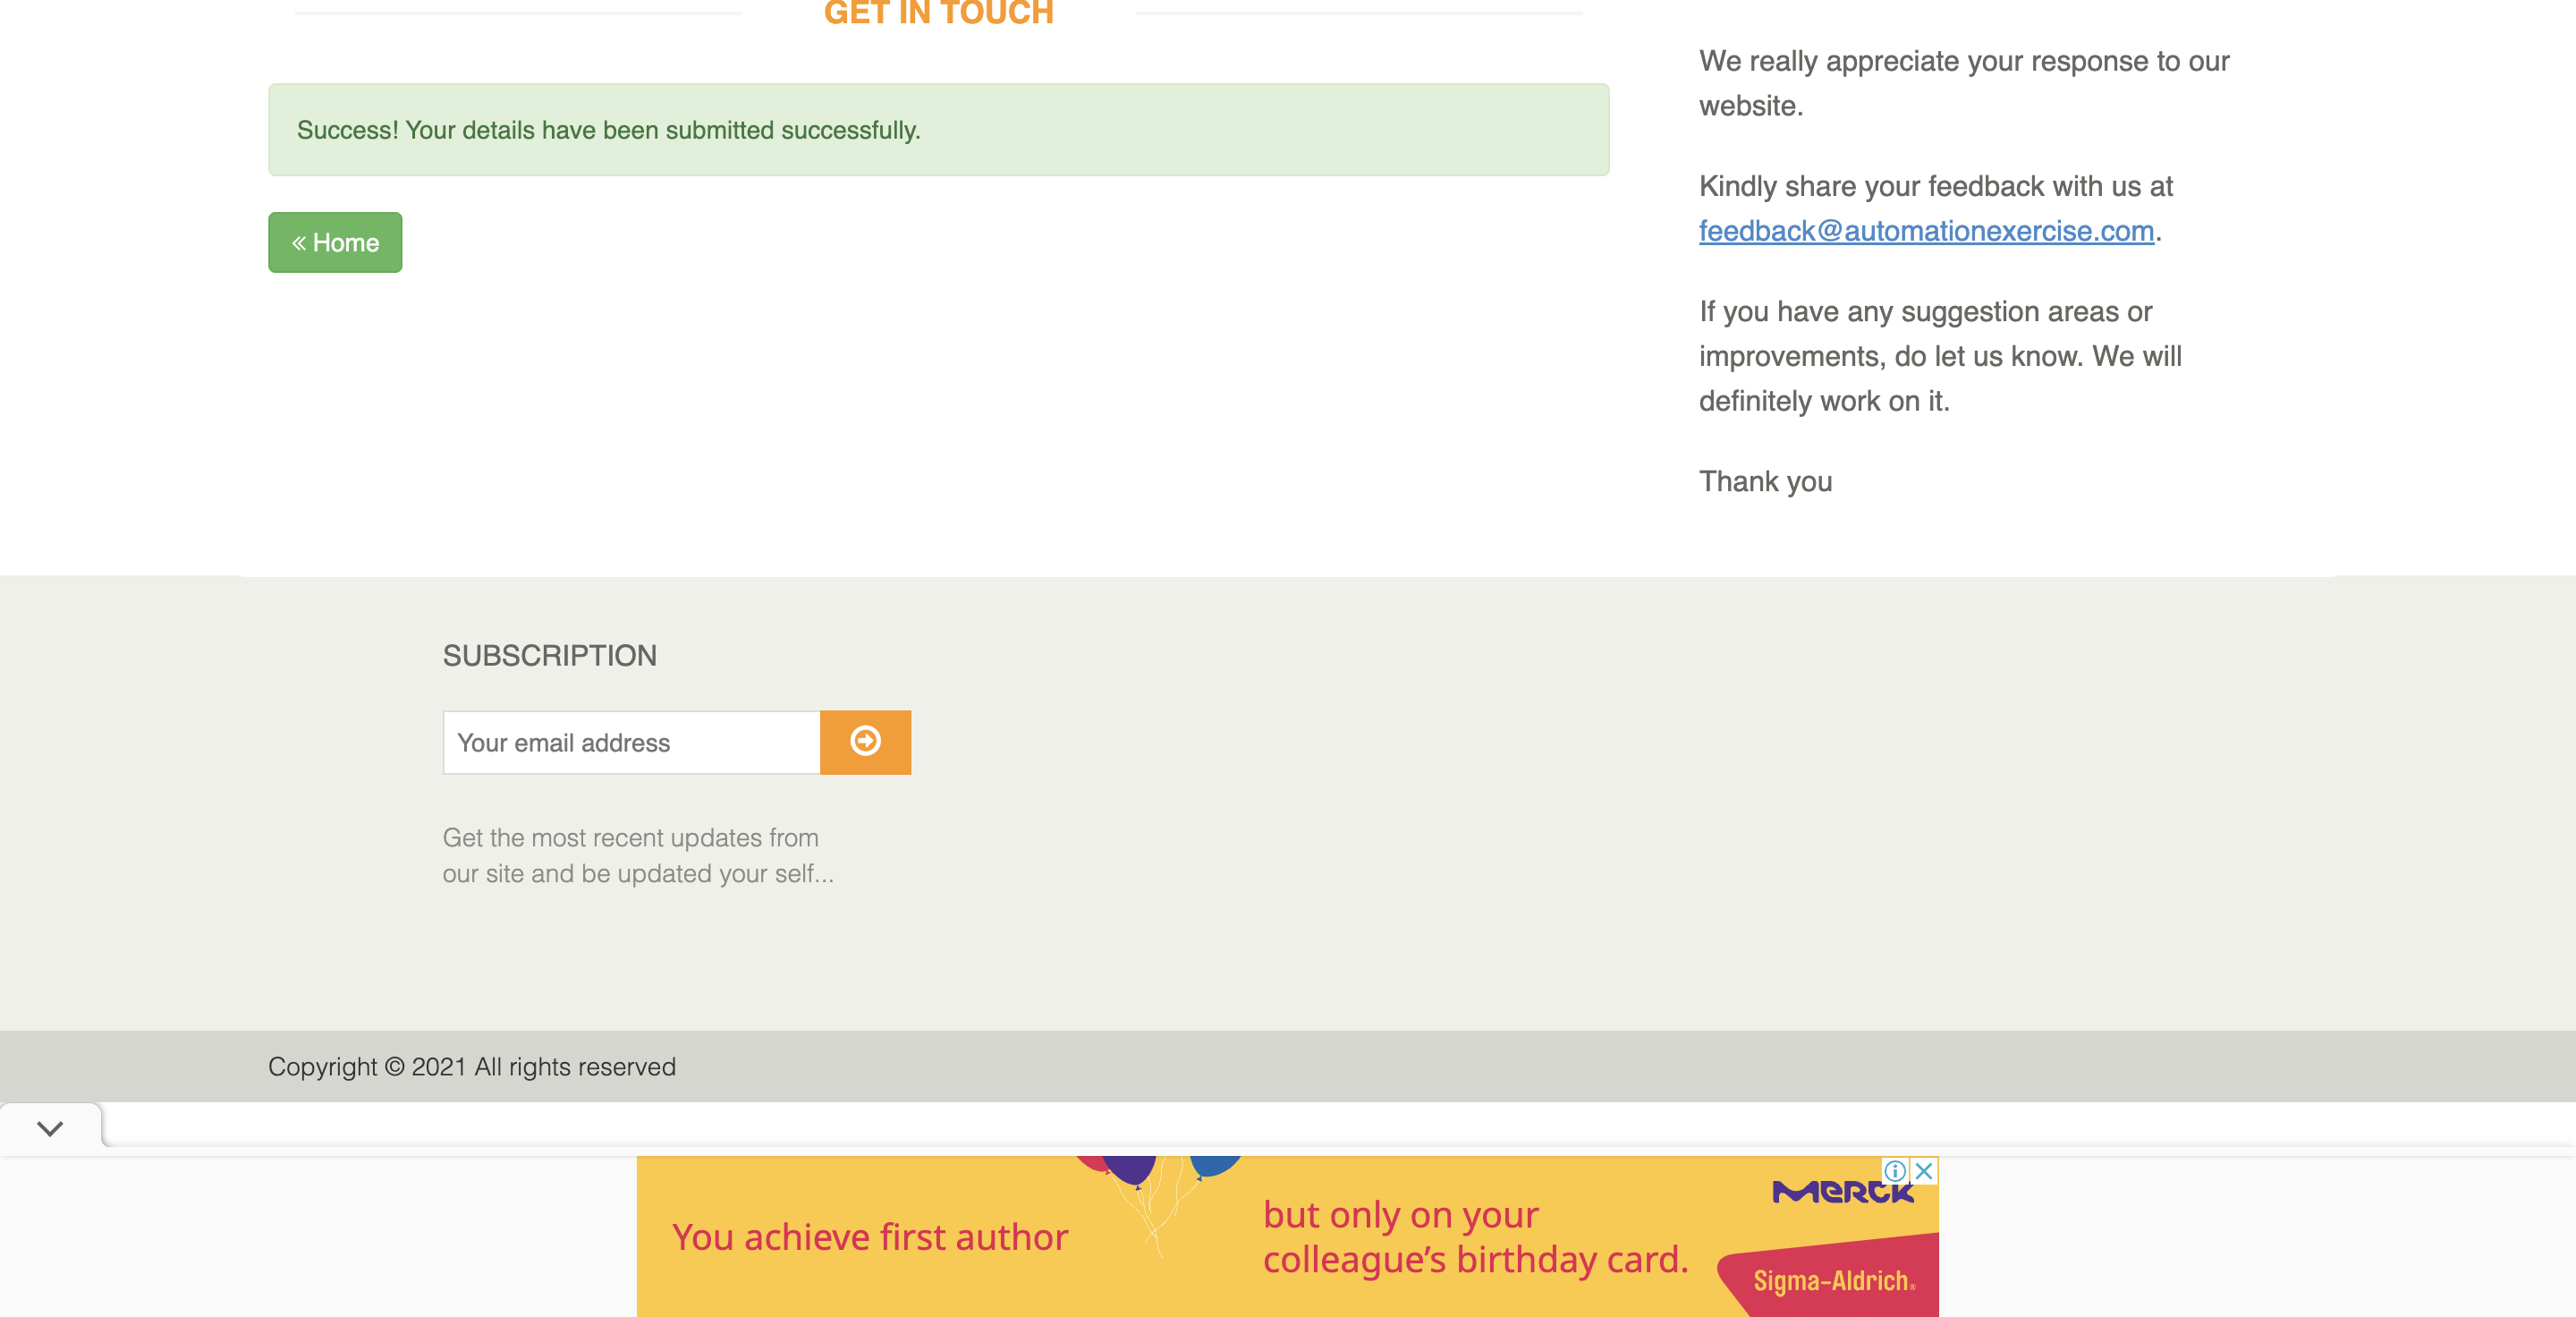 GET IN TOUCH
Success! Your details have been submitted successfully.
« Home
We really appreciate your response to our
website.
Kindly share your feedback with us at
feedback@automationexercise.com.
If you have any suggestion areas or
improvements, do let us know. We will
definitely work on it.
Thank you
SUBSCRIPTION
Your email address
Get the most recent updates from
our site and be updated your self...
Copyright © 2021 All rights reserved
You achieve first author
but only on your
colleague's birthday card.
Merck
Sigma-Aldrich®